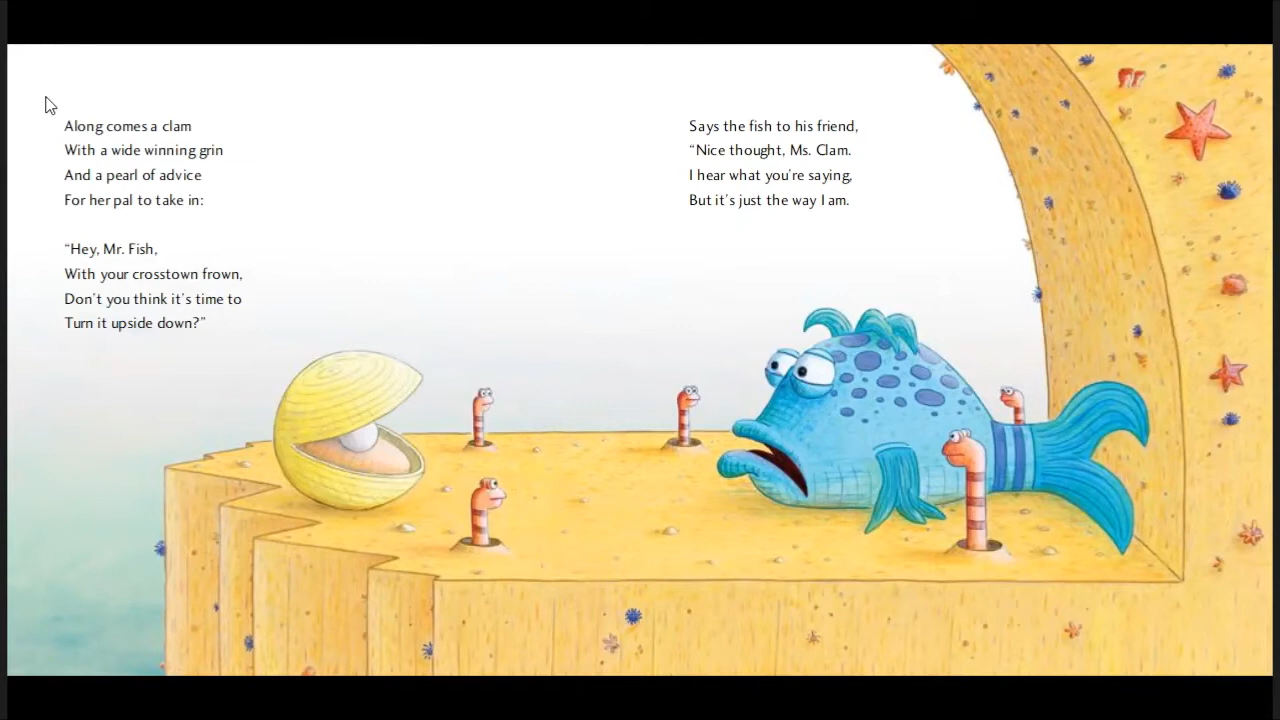 Along comes a clam
With a wide winning grin
And a pearl of advice
For her pal to take in:
“Hey, Mr. Fish,
With your crosstown frown,
Don’t you think it’s time to
Turn it upside down?”
Says the fish to his friend,
“Nice thought, Ms. Clam.
I hear what you’re saying,
But it’s just the way I am.